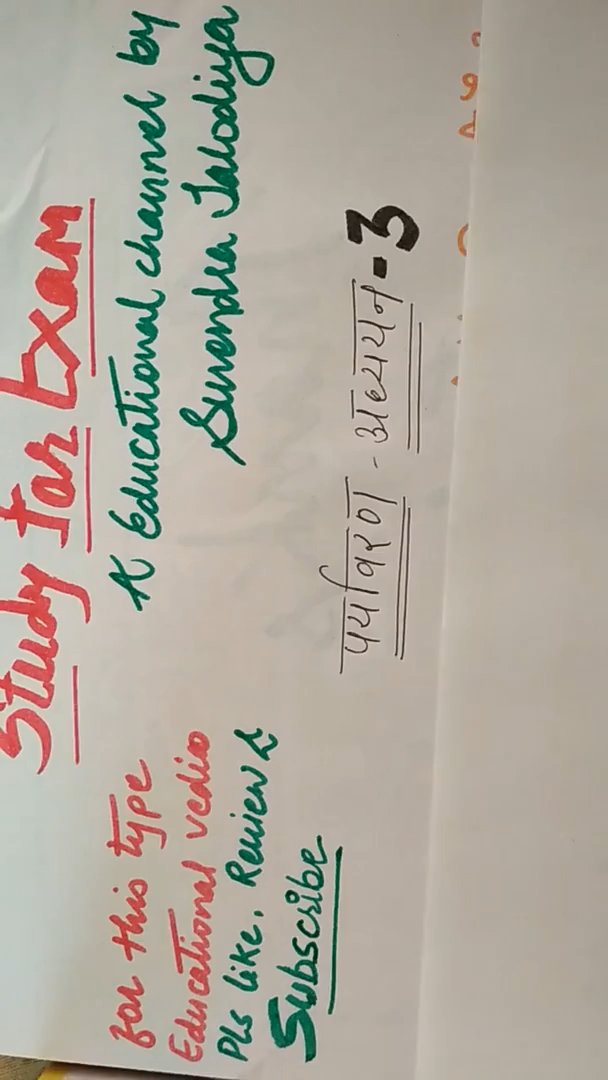 Study For Exam
A Educational channel by
Surendra Jalodiya
For this type
Educational vedio
Pls like, Review &
Subscribe
पर्यावरण - अध्ययन - 3